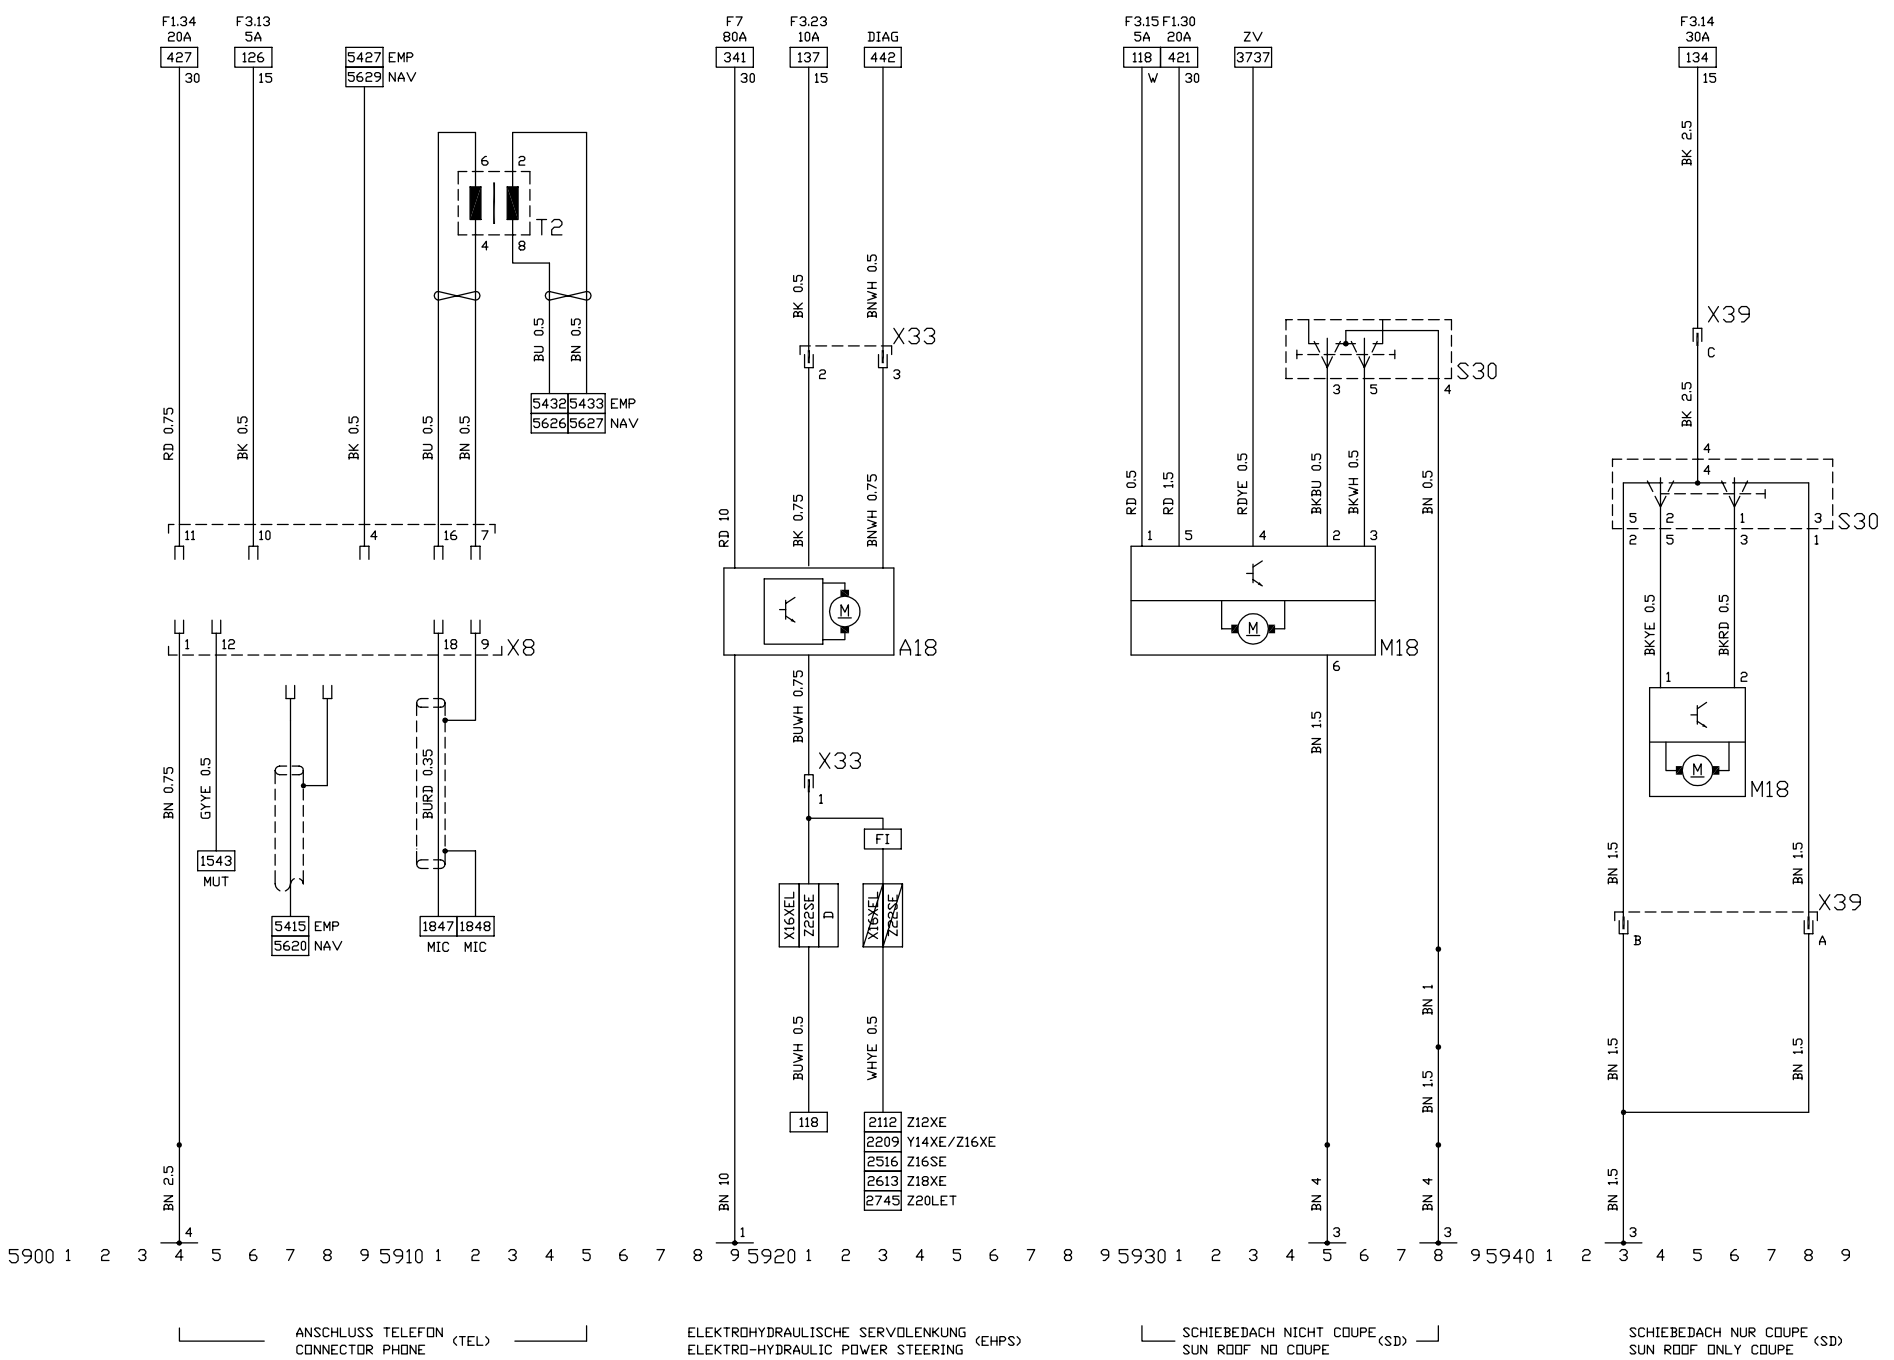 F1.34 F3.13 F7 F3.23 F3.15 F1.30 F3.14
20A 5A 80A 10A DIAG 5A 20A ZV 30A
427 126 5427 EMP 341 137 442 118 421 3737 134
5629 NAV
30 15 30 15 W 30 15
BK 2.5
6 2
T2
4 8
BK 0.5 BNWH 0.5
X39
C
BU 0.5 BN 0.5
X33
2 3
S30
3 5 4
5432 5433 EMP
5626 5627 NAV
BK 2.5
RD 0.75 BK 0.5 BK 0.5 BU 0.5 BN 0.5
4
4
RD 0.5 RD 1.5 RDYE 0.5 BKBU 0.5 BKWH 0.5 BN 0.5
RD 10 BK 0.75 BNWH 0.75
5 2 1 3
S30
11 10 4 16 7
1 5 4 2 3
2 5 3 1
M
A18
M
M18
6
BKYE 0.5 BKRD 0.5
1 12 18 9 X8
1 2
M
M18
BN 0.75 GYYE 0.5 BURD 0.35
BUWH 0.75
BN 1.5
X33
1
FI
1543
MUT
X16XEL Z22SE D X16XEL Z22SE
BN 1.5 BN 1.5
X39
B A
5415 EMP
5620 NAV
1847 1848
MIC MIC
BUWH 0.5 WHYE 0.5
BN 1
BN 1.5
BN 1.5 BN 1.5
118
2112 Z12XE
2209 Y14XE/Z16XE
2516 Z16SE
2613 Z18XE
2745 Z20LET
BN 2.5 BN 10 BN 4 BN 4 BN 1.5
4 1 3 3 3
5900 1 2 3 4 5 6 7 8 9 5910 1 2 3 4 5 6 7 8 9 5920 1 2 3 4 5 6 7 8 9 5930 1 2 3 4 5 6 7 8 9 5940 1 2 3 4 5 6 7 8 9
ANSCHLUSS TELEFON (TEL)
CONNECTOR PHONE
ELEKTROHYDRAULISCHE SERVOLENKUNG (EHPS)
ELEKTRO-HYDRAULIC POWER STEERING
SCHIEBEDACH NICHT COUPE (SD)
SUN ROOF NO COUPE
SCHIEBEDACH NUR COUPE (SD)
SUN ROOF ONLY COUPE